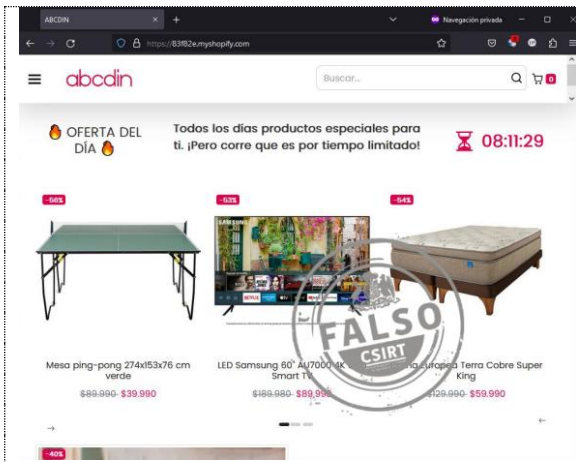 ABCDIN
Navegación privada
https://83f82e.myshopify.com
abcdin
Buscar...
0
OFERTA DEL
DÍA
Todos los días productos especiales para
ti. ¡Pero corre que es por tiempo limitado!
08:11:29
-56%
-53%
-54%
SAMSUNG
NETFLIX
FALSO
CSIRT
Mesa ping-pong 274x153x76 cm
verde
$89.990 $39.990
LED Samsung 60" AU7000 4K
Smart TV
$189.980 $89.990
Europea Terra Cobre Super
King
$129.990 $59.990
-40%